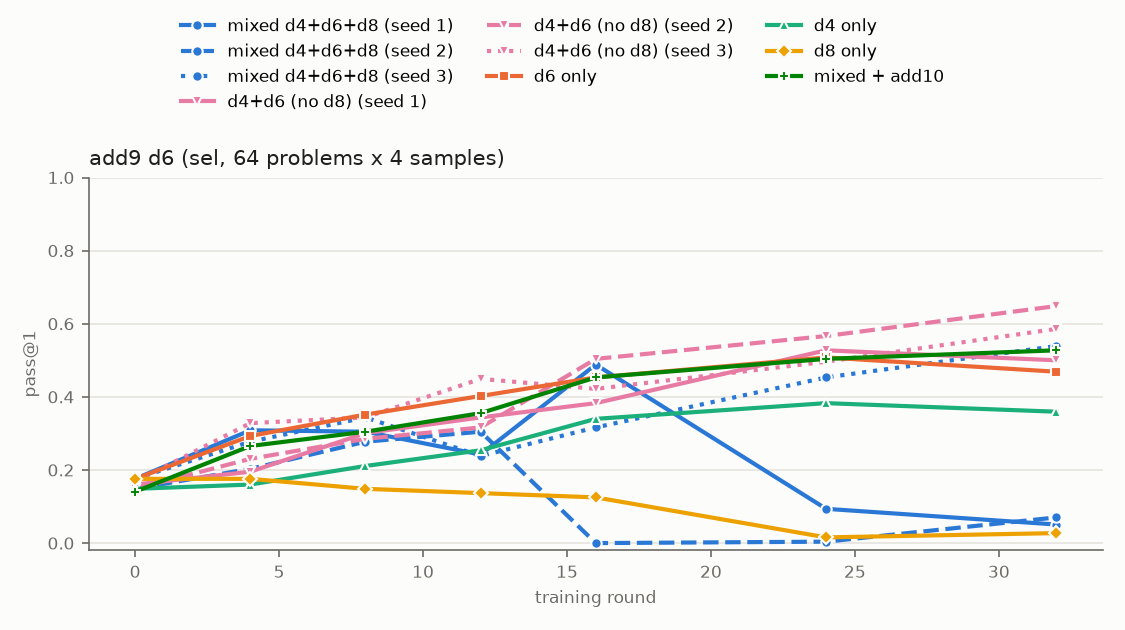 mixed d4+d6+d8 (seed 1)
mixed d4+d6+d8 (seed 2)
mixed d4+d6+d8 (seed 3)
d4+d6 (no d8) (seed 1)
d4+d6 (no d8) (seed 2)
d4+d6 (no d8) (seed 3)
d6 only
d4 only
d8 only
mixed + add10
add9 d6 (sel, 64 problems x 4 samples)
1.0
0.8
0.6
0.4
0.2
0.0
pass@1
0 5 10 15 20 25 30
training round